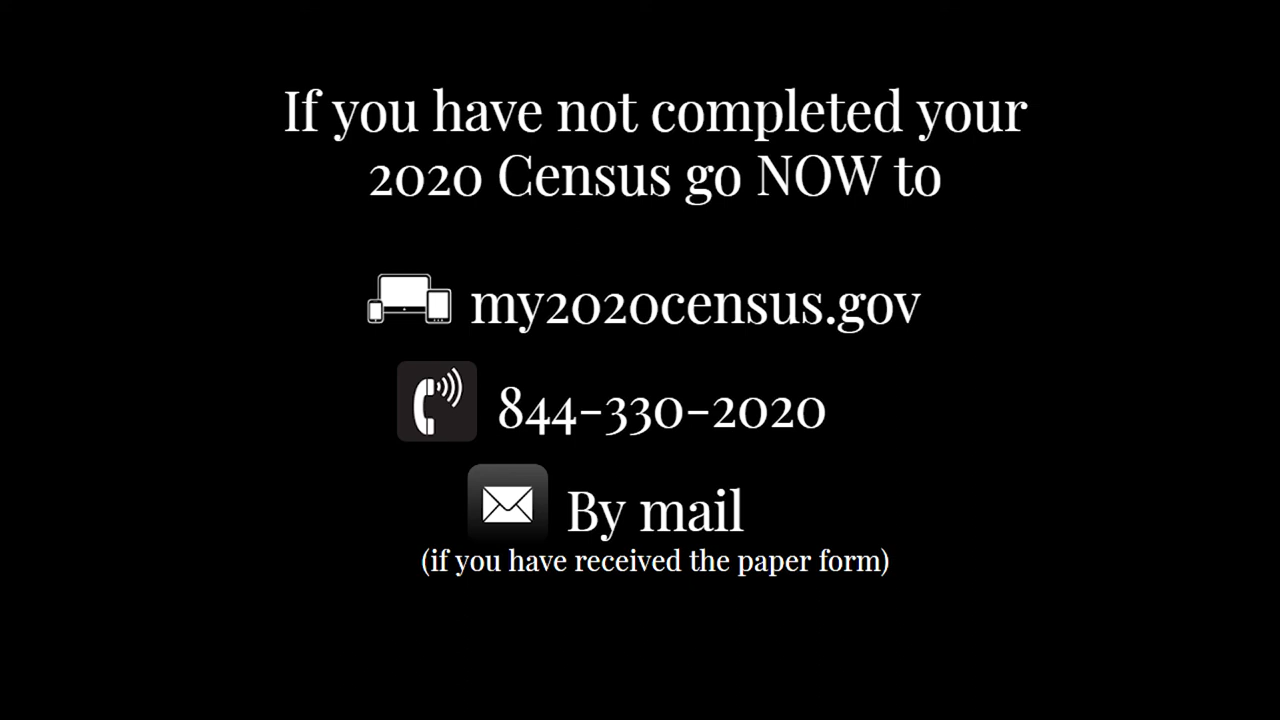 If you have not completed your
2020 Census go NOW to
my2020census.gov
844-330-2020
By mail
(if you have received the paper form)